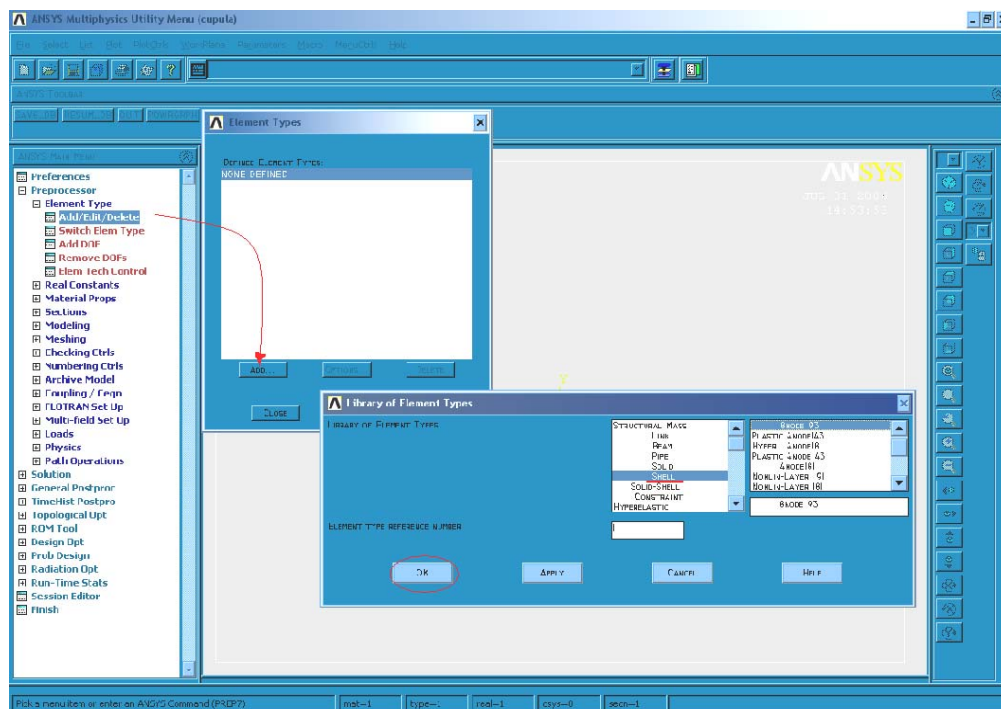 ANSYS Multiphysics Utility Menu (cupula)
File Select List Plot PlotCtrls WorkPlane Parameters Macro MenuCtrls Help
ANSYS Toolbar
SAVE_DB RESUM_DB QUIT POWRGRPH
ANSYS Main Menu
Preferences
Preprocessor
Element Type
Add/Edit/Delete
Switch Elem Type
Add DOF
Remove DOFs
Elem Tech Control
Real Constants
Material Props
Sections
Modeling
Meshing
Checking Ctrls
Numbering Ctrls
Archive Model
Coupling / Ceqn
FLOTRAN Set Up
Multi-field Set Up
Loads
Physics
Path Operations
Solution
General Postproc
TimeHist Postpro
Topological Opt
ROM Tool
Design Opt
Prob Design
Radiation Opt
Run-Time Stats
Session Editor
Finish
Element Types
Defined Element Types:
NONE DEFINED
Add...
Options...
Delete
Close
ANSYS
Library of Element Types
Library of Element Types
Structural Mass
Link
Beam
Pipe
Solid
Shell
Solid-Shell
Constraint
Hyperelastic
8node 93
Plastic 4node 43
Plastic 4node 43
4node181
Nonlin-Layer 91
Nonlin-Layer 181
8node 93
Element type reference number
1
OK
Apply
Cancel
Help
Pick a menu item or enter an ANSYS Command (PREP7)
mat=1
type=1
real=1
csys=0
secn=1